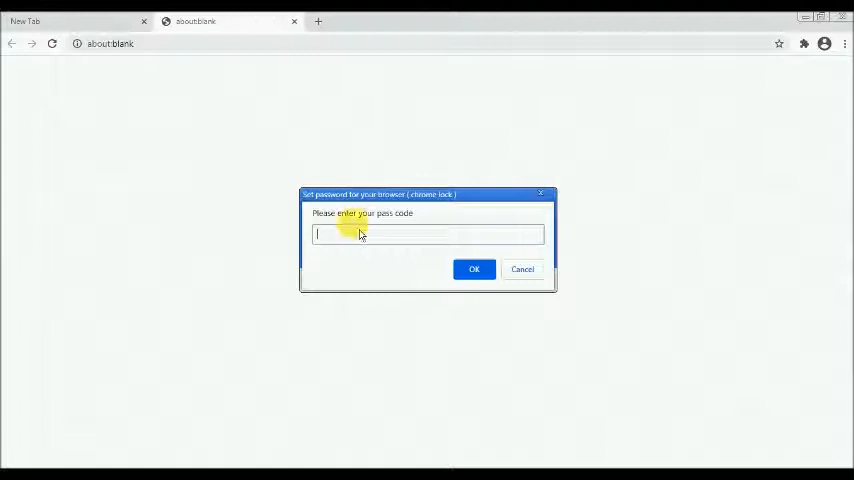 New Tab
about:blank
about:blank
Set password for your browser ( chrome lock )
Please enter your pass code
OK
Cancel